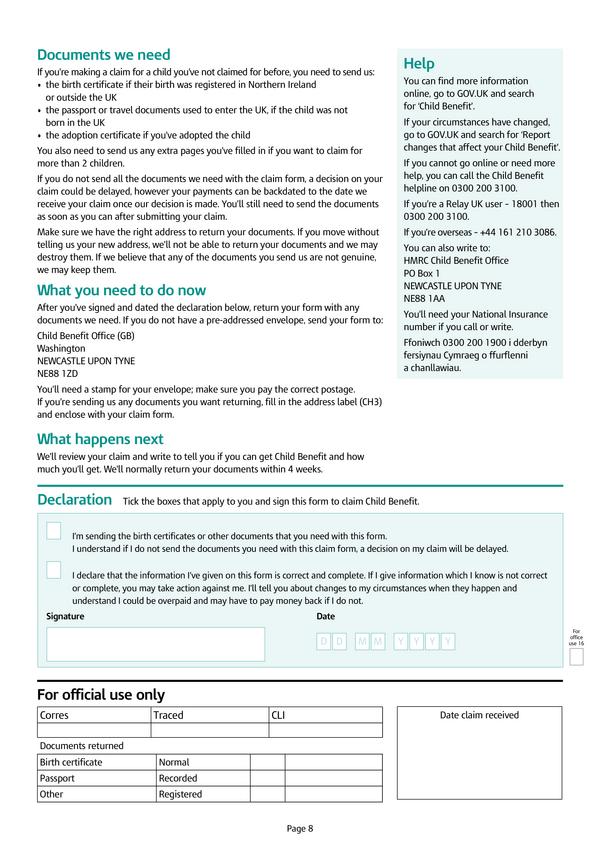 Documents we need
If you're making a claim for a child you've not claimed for before, you need to send us:
• the birth certificate if their birth was registered in Northern Ireland
or outside the UK
• the passport or travel documents used to enter the UK, if the child was not
born in the UK
• the adoption certificate if you've adopted the child
You also need to send us any extra pages you've filled in if you want to claim for
more than 2 children.
If you do not send all the documents we need with the claim form, a decision on your
claim could be delayed, however your payments can be backdated to the date we
receive your claim once our decision is made. You'll still need to send the documents
as soon as you can after submitting your claim.
Make sure we have the right address to return your documents. If you move without
telling us your new address, we'll not be able to return your documents and we may
destroy them. If we believe that any of the documents you send us are not genuine,
we may keep them.
What you need to do now
After you've signed and dated the declaration below, return your form with any
documents we need. If you do not have a pre-addressed envelope, send your form to:
Child Benefit Office (GB)
Washington
NEWCASTLE UPON TYNE
NE88 1ZD
You'll need a stamp for your envelope; make sure you pay the correct postage.
If you're sending us any documents you want returning, fill in the address label (CH3)
and enclose with your claim form.
What happens next
We'll review your claim and write to tell you if you can get Child Benefit and how
much you'll get. We'll normally return your documents within 4 weeks.
Help
You can find more information
online, go to GOV.UK and search
for 'Child Benefit'.
If your circumstances have changed,
go to GOV.UK and search for 'Report
changes that affect your Child Benefit'.
If you cannot go online or need more
help, you can call the Child Benefit
helpline on 0300 200 3100.
If you're a Relay UK user – 18001 then
0300 200 3100.
If you're overseas – +44 161 210 3086.
You can also write to:
HMRC Child Benefit Office
PO Box 1
NEWCASTLE UPON TYNE
NE88 1AA
You'll need your National Insurance
number if you call or write.
Ffoniwch 0300 200 1900 i dderbyn
fersiynau Cymraeg o ffurflenni
a chanllawiau.
Declaration Tick the boxes that apply to you and sign this form to claim Child Benefit.
I'm sending the birth certificates or other documents that you need with this form.
I understand if I do not send the documents you need with this claim form, a decision on my claim will be delayed.
I declare that the information I've given on this form is correct and complete. If I give information which I know is not correct
or complete, you may take action against me. I'll tell you about changes to my circumstances when they happen and
understand I could be overpaid and may have to pay money back if I do not.
Signature
Date
D D M M Y Y Y Y
For
office
use 16
For official use only
Corres Traced CLI
Documents returned
Birth certificate Normal
Passport Recorded
Other Registered
Date claim received
Page 8